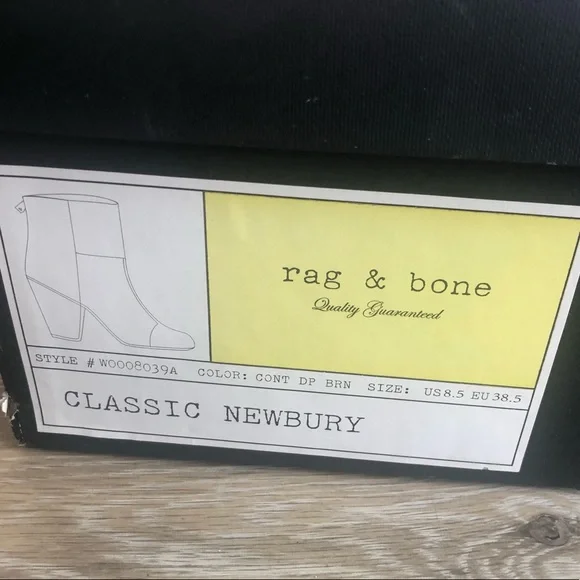 rag & bone
Quality Guaranteed
STYLE # W0008039A COLOR: CONT DP BRN SIZE: US8.5 EU38.5
CLASSIC NEWBURY